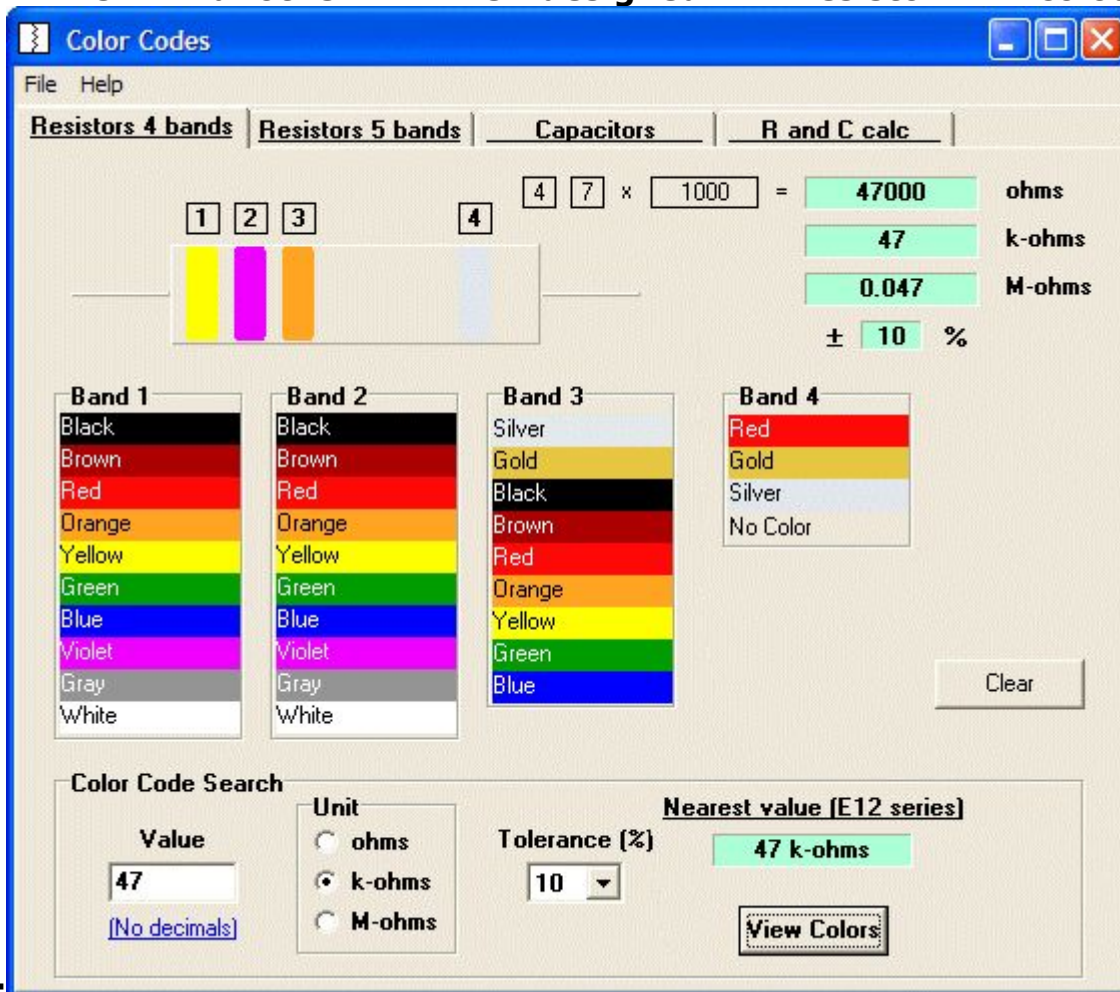 Color Codes
File Help
Resistors 4 bands Resistors 5 bands Capacitors R and C calc
4 7 x 1000 = 47000 ohms
1 2 3 4
47 k-ohms
0.047 M-ohms
± 10 %
Band 1 Band 2 Band 3 Band 4
Black Black Silver Red
Brown Brown Gold Gold
Red Red Black Silver
Orange Orange Brown No Color
Yellow Yellow Red
Green Green Orange
Blue Blue Yellow
Violet Violet Green
Gray Gray Blue
White White
Clear
Color Code Search
Unit
Nearest value (E12 series)
Value ohms Tolerance (%) 47 k-ohms
47 k-ohms 10
(No decimals) M-ohms View Colors